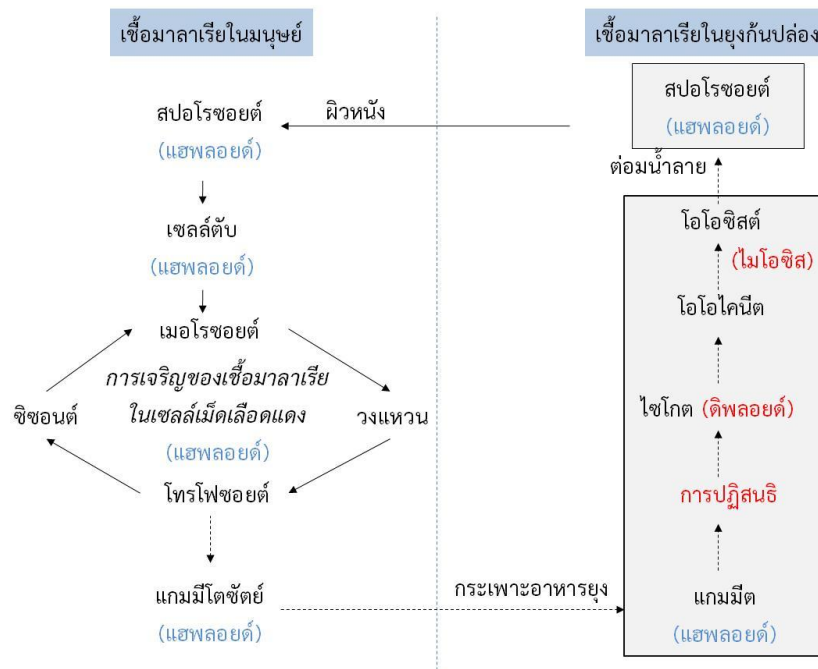 เชื้อมาลาเรียในมนุษย์
สปอโรซอยต์
(แฮพลอยด์)
ผิวหนัง
เซลล์ตับ
(แฮพลอยด์)
เมอโรซอยต์
การเจริญของเชื้อมาลาเรีย
ในเซลล์เม็ดเลือดแดง
(แฮพลอยด์)
ซิซอนต์
วงแหวน
โทรโฟซอยต์
แกมมีโตซัตย์
(แฮพลอยด์)
กระเพาะอาหารยุง
เชื้อมาลาเรียในยุงก้นปล่อง
สปอโรซอยต์
(แฮพลอยด์)
ต่อมน้ำลาย
โอโอซิสต์
(ไมโอซิส)
โอโอไคนีต
ไซโกต (ดิพลอยด์)
การปฏิสนธิ
แกมมีต
(แฮพลอยด์)